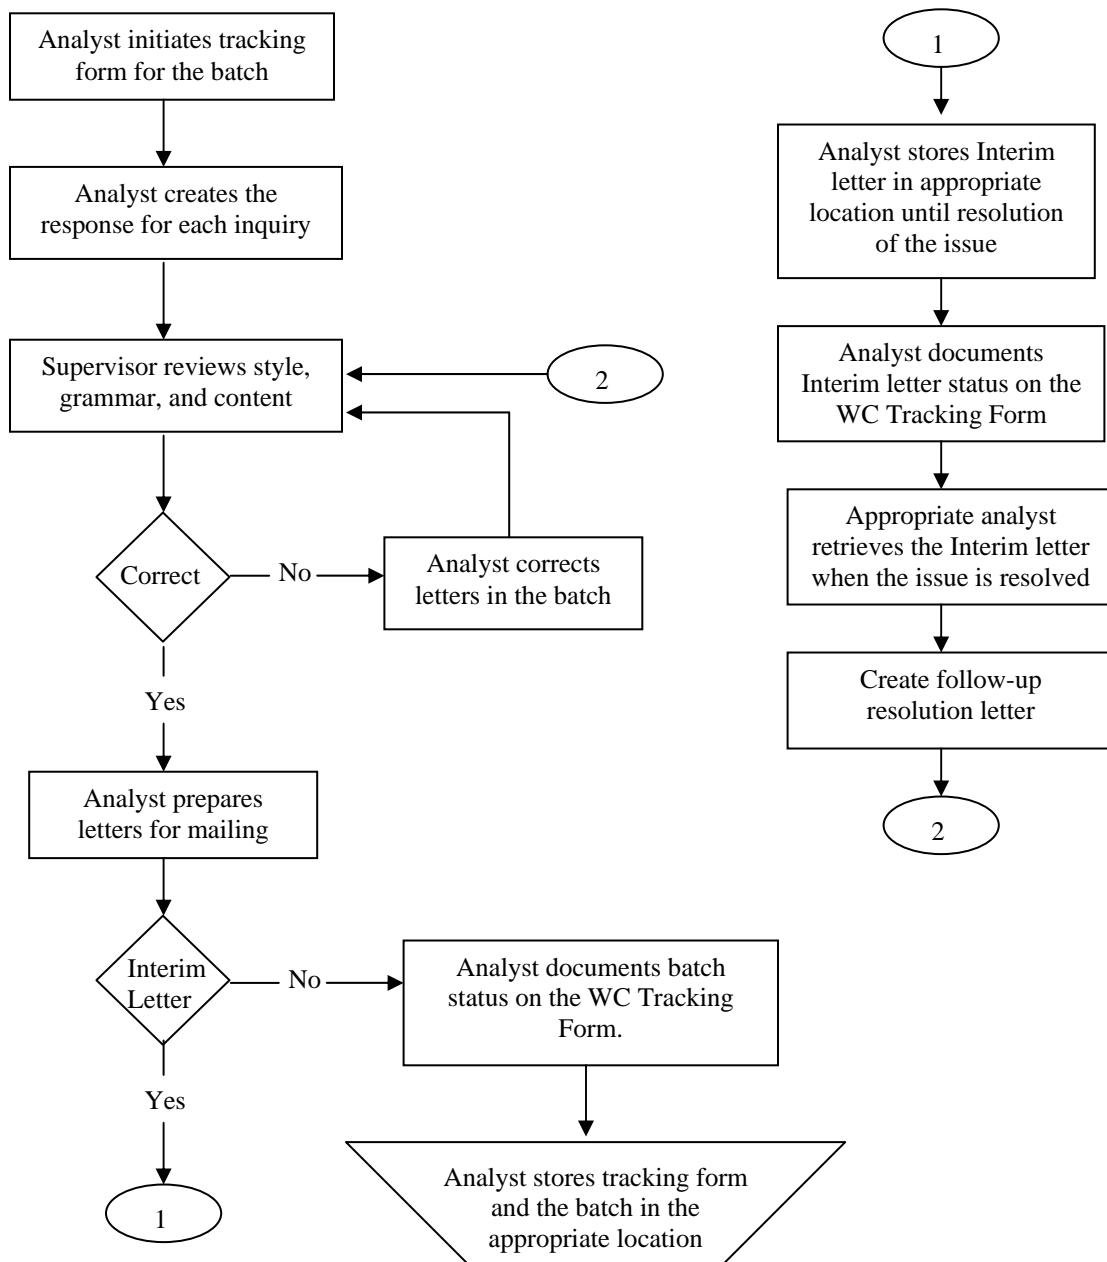 Analyst initiates tracking
form for the batch
Analyst creates the
response for each inquiry
Supervisor reviews style,
grammar, and content
2
Correct
No
Analyst corrects
letters in the batch
Yes
Analyst prepares
letters for mailing
Interim
Letter
No
Analyst documents batch
status on the WC Tracking
Form.
Yes
1
Analyst stores tracking form
and the batch in the
appropriate location
1
Analyst stores Interim
letter in appropriate
location until resolution
of the issue
Analyst documents
Interim letter status on the
WC Tracking Form
Appropriate analyst
retrieves the Interim letter
when the issue is resolved
Create follow-up
resolution letter
2